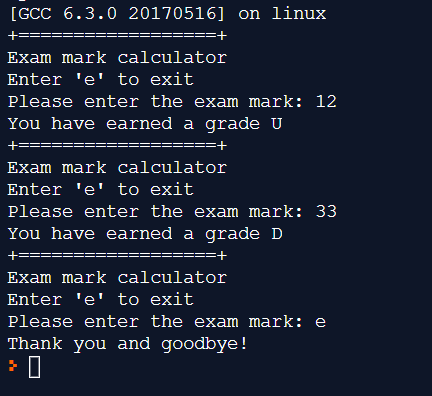 [GCC 6.3.0 20170516] on linux
+==================+
Exam mark calculator
Enter 'e' to exit
Please enter the exam mark: 12
You have earned a grade U
+==================+
Exam mark calculator
Enter 'e' to exit
Please enter the exam mark: 33
You have earned a grade D
+==================+
Exam mark calculator
Enter 'e' to exit
Please enter the exam mark: e
Thank you and goodbye!